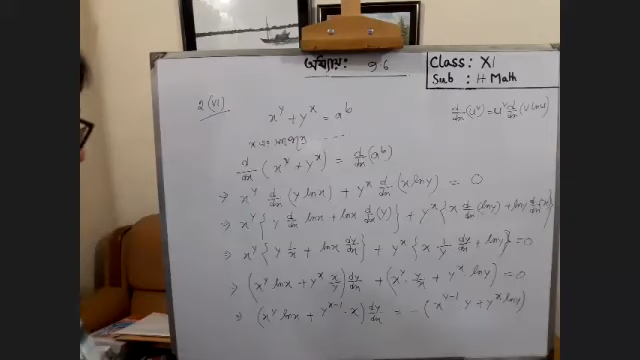 অধ্যায়: 9.6
Class: XI
Sub : H Math
2(vi)
x^y + y^x = a^b
d/dx (u^v) = u^v d/dx (v ln u)
x এর সাপেক্ষে ----
d/dx (x^y + y^x) = d/dx (a^b)
⇒ x^y d/dx (y ln x) + y^x d/dx (x ln y) = 0
⇒ x^y { y d/dx ln x + ln x d/dx (y) } + y^x { x d/dx (ln y) + ln y d/dx (x) }
⇒ x^y { y 1/x + ln x dy/dx } + y^x { x · 1/y dy/dx + ln y } = 0
⇒ (x^y ln x + y^x x/y) dy/dx + (x^y · y/x + y^x · ln y) = 0
⇒ (x^y ln x + y^(x-1) · x) dy/dx = - (x^(y-1) y + y^x ln y)